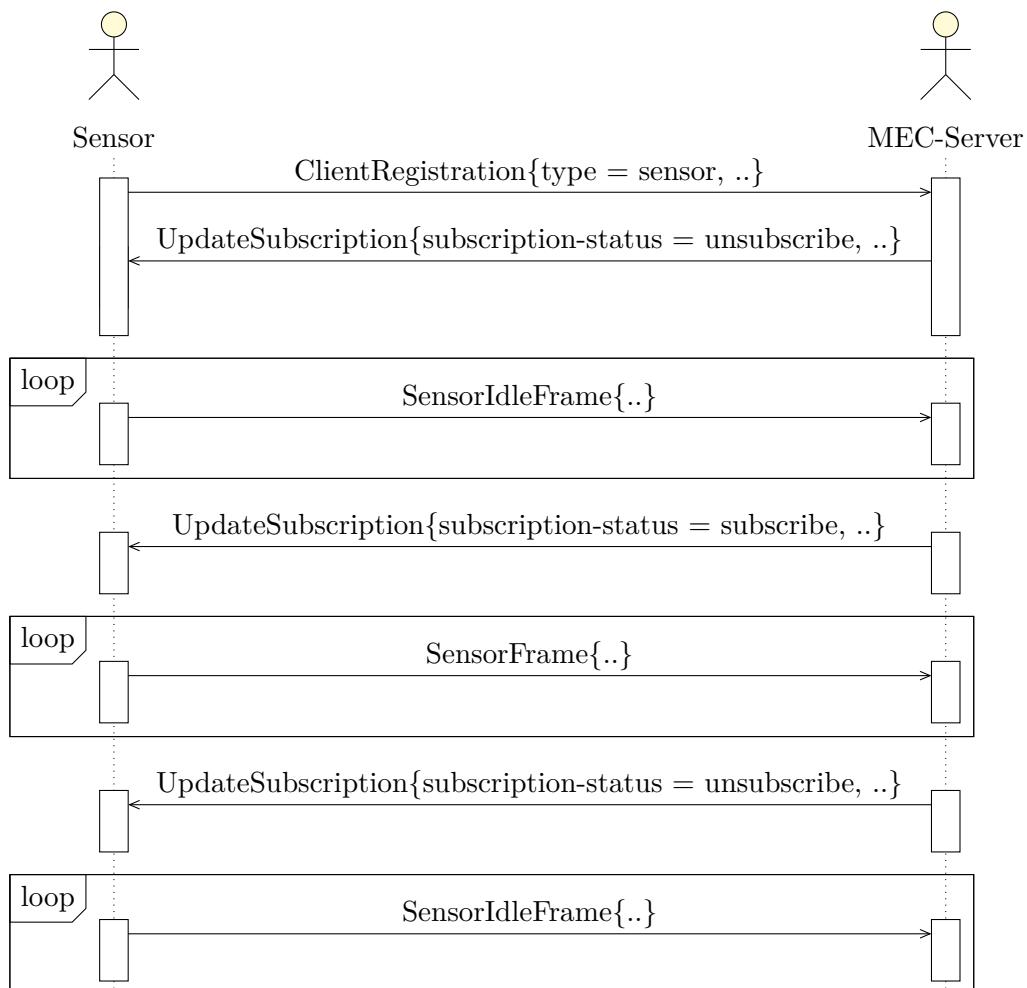 Sensor
MEC-Server
ClientRegistration{type = sensor, ..}
UpdateSubscription{subscription-status = unsubscribe, ..}
loop
SensorIdleFrame{..}
UpdateSubscription{subscription-status = subscribe, ..}
loop
SensorFrame{..}
UpdateSubscription{subscription-status = unsubscribe, ..}
loop
SensorIdleFrame{..}